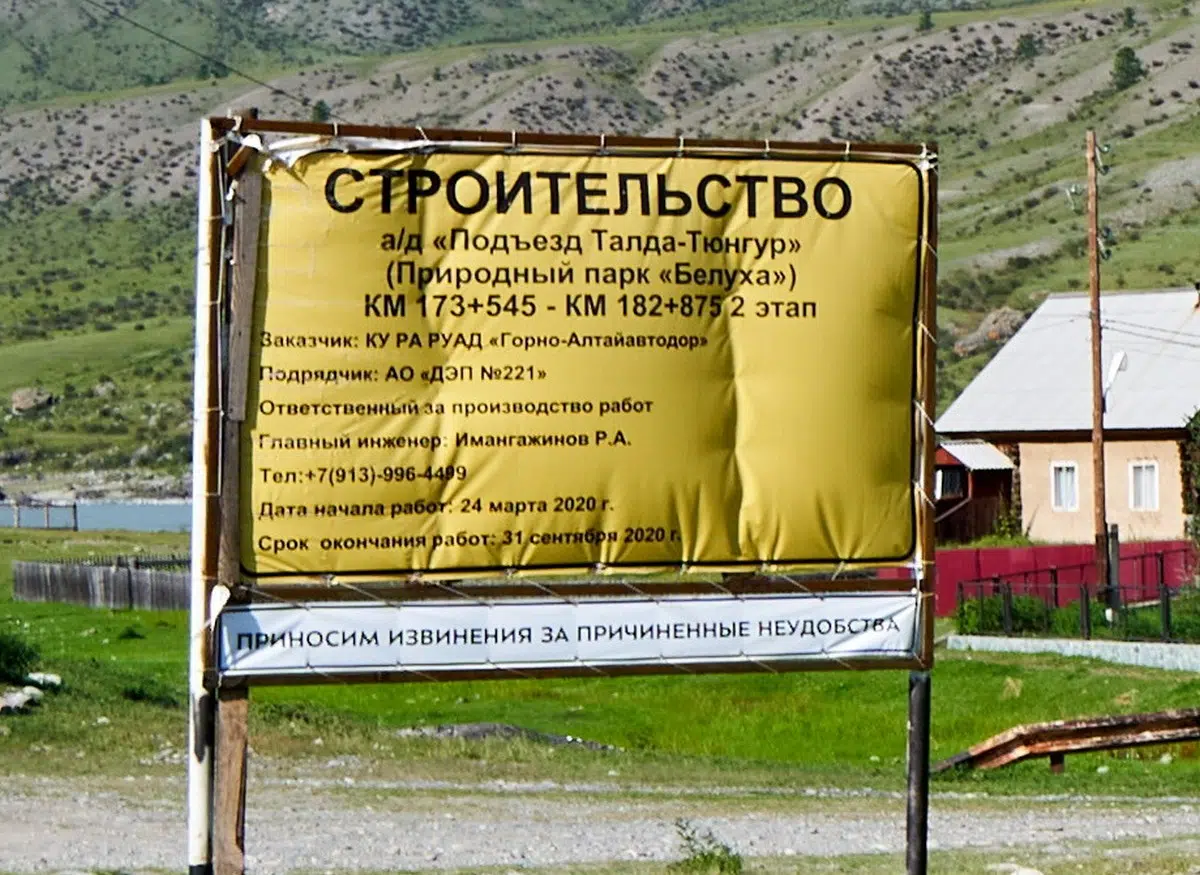 СТРОИТЕЛЬСТВО
а/д «Подъезд Талда-Тюнгур»
(Природный парк «Белуха»)
КМ 173+545 - КМ 182+875 2 этап
Заказчик: КУ РА РУАД «Горно-Алтайавтодор»
Подрядчик: АО «ДЭП №221»
Ответственный за производство работ
Главный инженер: Имангажинов Р.А.
Тел:+7(913)-996-4499
Дата начала работ: 24 марта 2020 г.
Срок окончания работ: 31 сентября 2020 г.
ПРИНОСИМ ИЗВИНЕНИЯ ЗА ПРИЧИНЕННЫЕ НЕУДОБСТВА